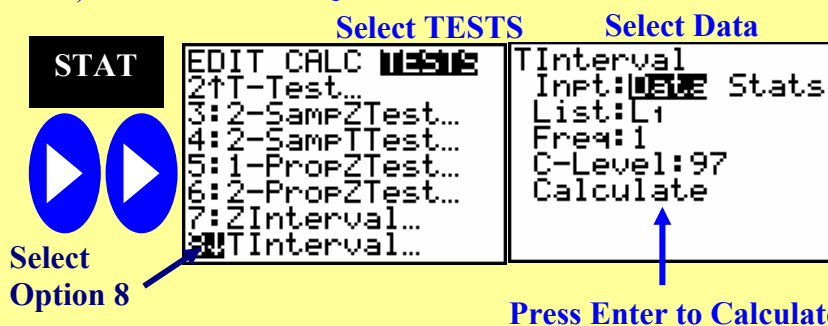 Select TESTS
Select Data
STAT
EDIT CALC TESTS
2↑T-Test…
3:2-SampZTest…
4:2-SampTTest…
5:1-PropZTest…
6:2-PropZTest…
7:ZInterval…
8↓TInterval…
TInterval
Inpt:Data Stats
List:L1
Freq:1
C-Level:97
Calculate
Select
Option 8
Press Enter to Calculate